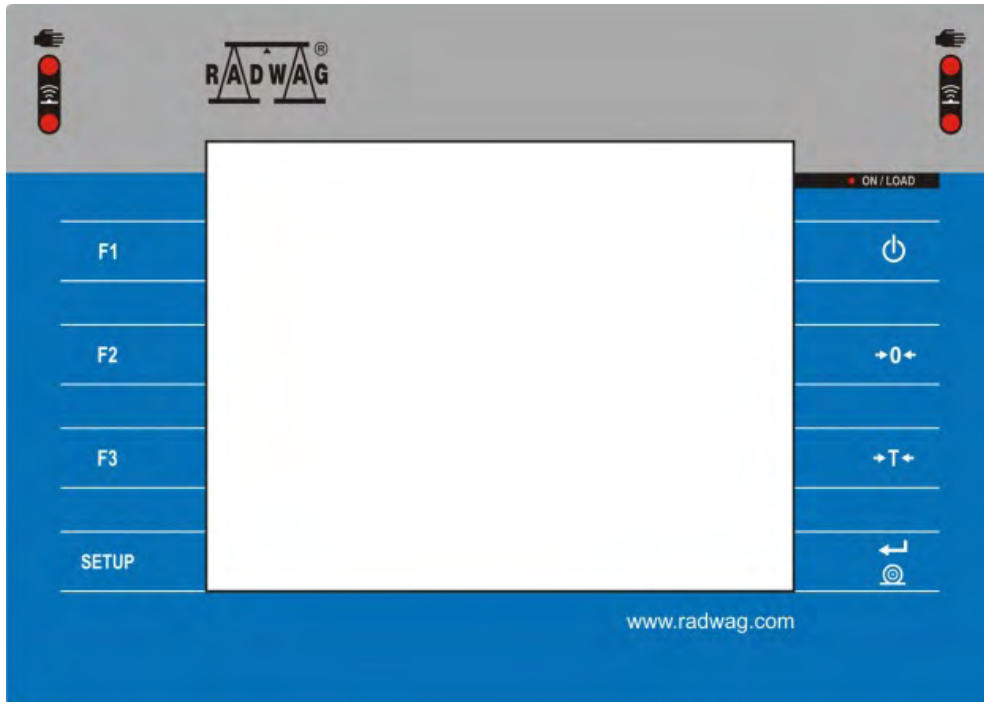 RADWAG®
ON / LOAD
F1
F2
→0←
F3
→T←
SETUP
www.radwag.com